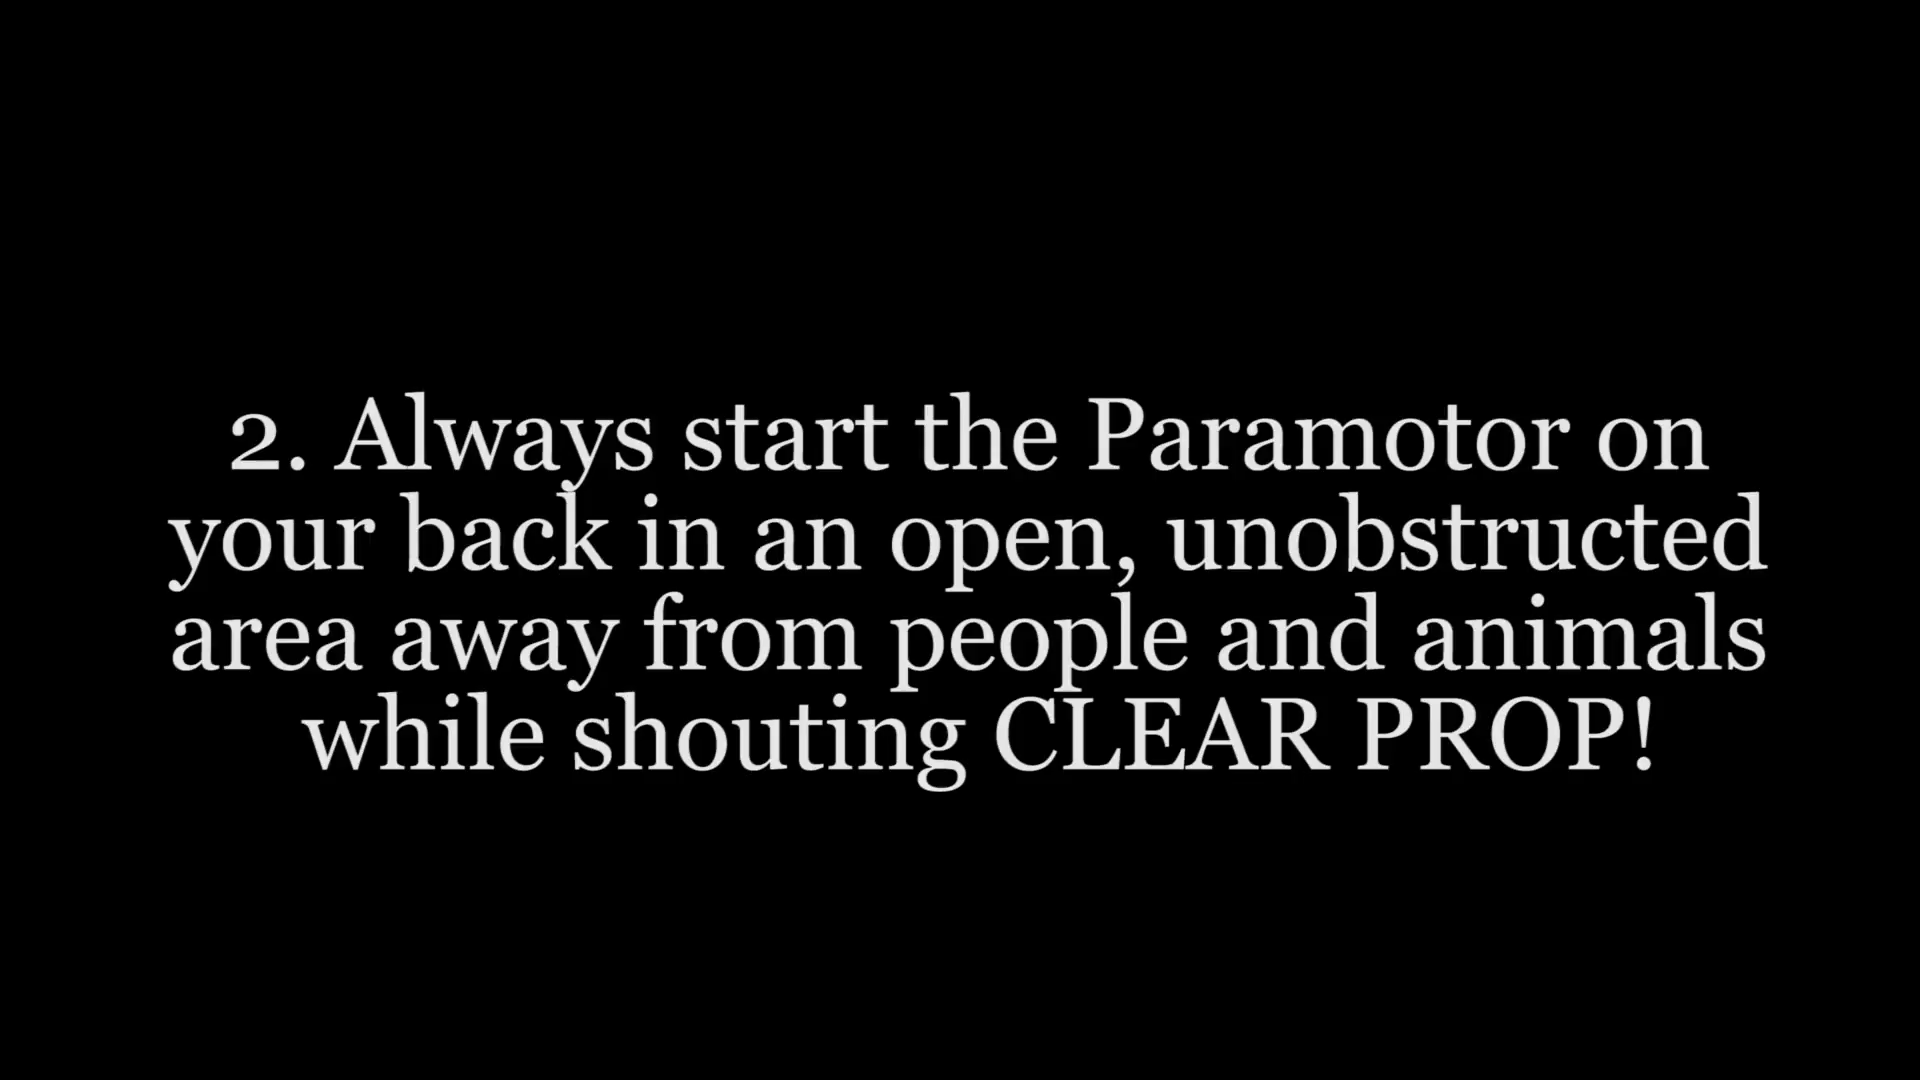 2. Always start the Paramotor on
your back in an open, unobstructed
area away from people and animals
while shouting CLEAR PROP!